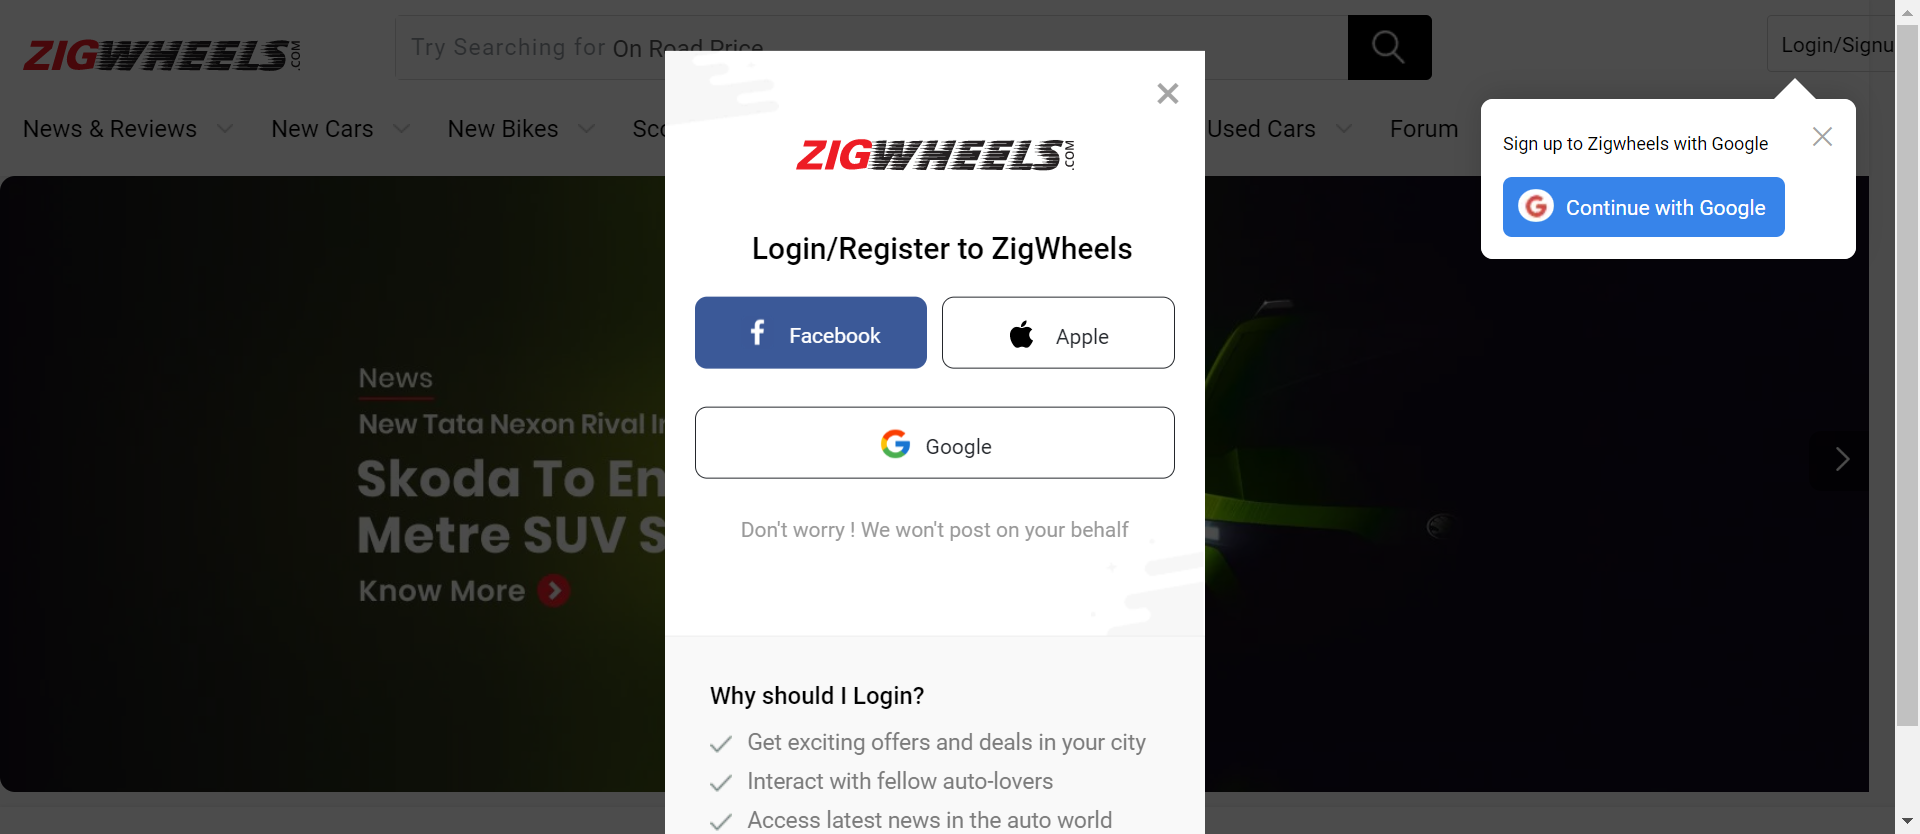 ZIGWHEELS.COM
Try Searching for On Road Price
Login/Signu
News & Reviews New Cars New Bikes Sco Used Cars Forum
Sign up to Zigwheels with Google
Continue with Google
ZIGWHEELS.COM
Login/Register to ZigWheels
Facebook Apple
Google
Don't worry ! We won't post on your behalf
News
New Tata Nexon Rival In
Skoda To En
Metre SUV S
Know More
Why should I Login?
Get exciting offers and deals in your city
Interact with fellow auto-lovers
Access latest news in the auto world